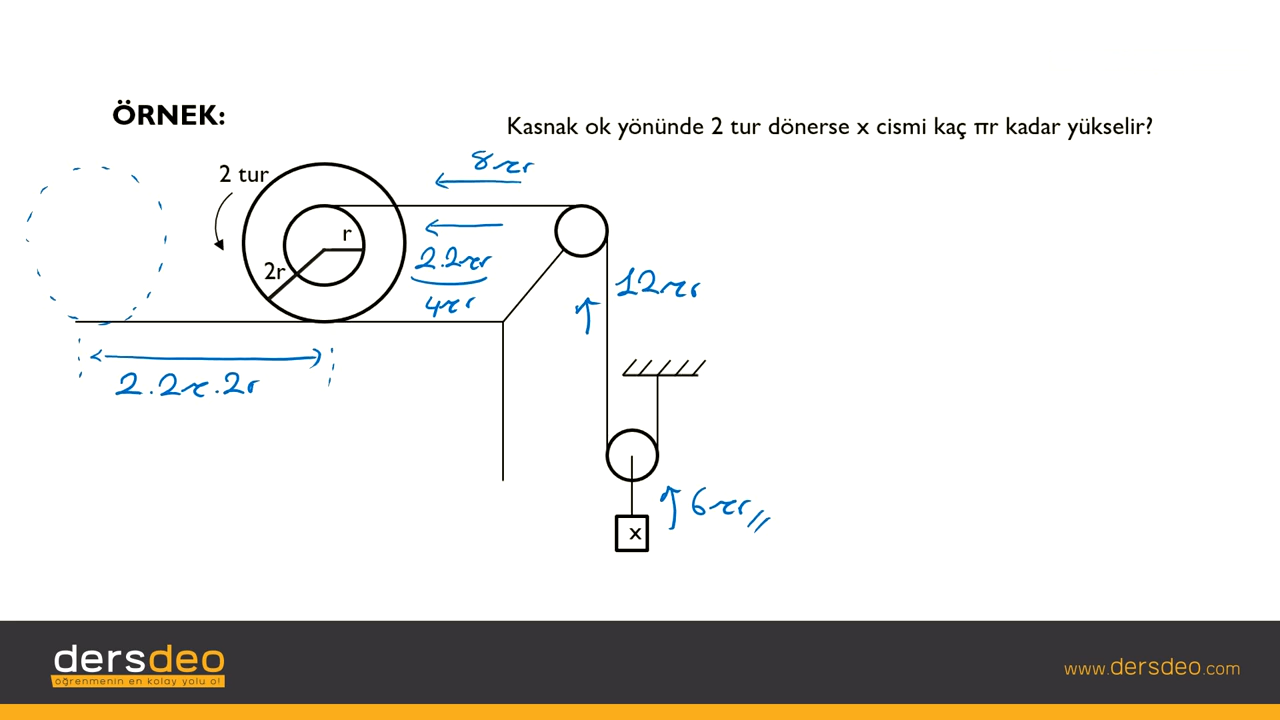 ÖRNEK:
Kasnak ok yönünde 2 tur dönerse x cismi kaç πr kadar yükselir?
2 tur
8πr
r
2r
2.2πr
4πr
12πr
2.2π.2r
6πr //
x
dersdeo
öğrenmenin en kolay yolu o!
www.dersdeo.com